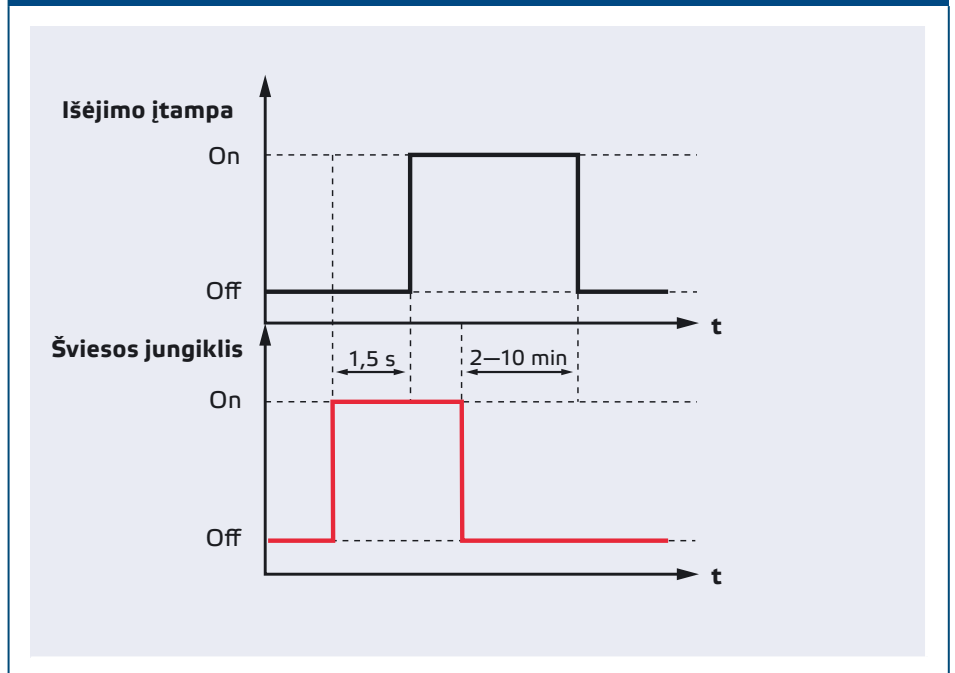 Išėjimo įtampa
On
Off
t
Šviesos jungiklis
1,5 s
2—10 min
On
Off
t